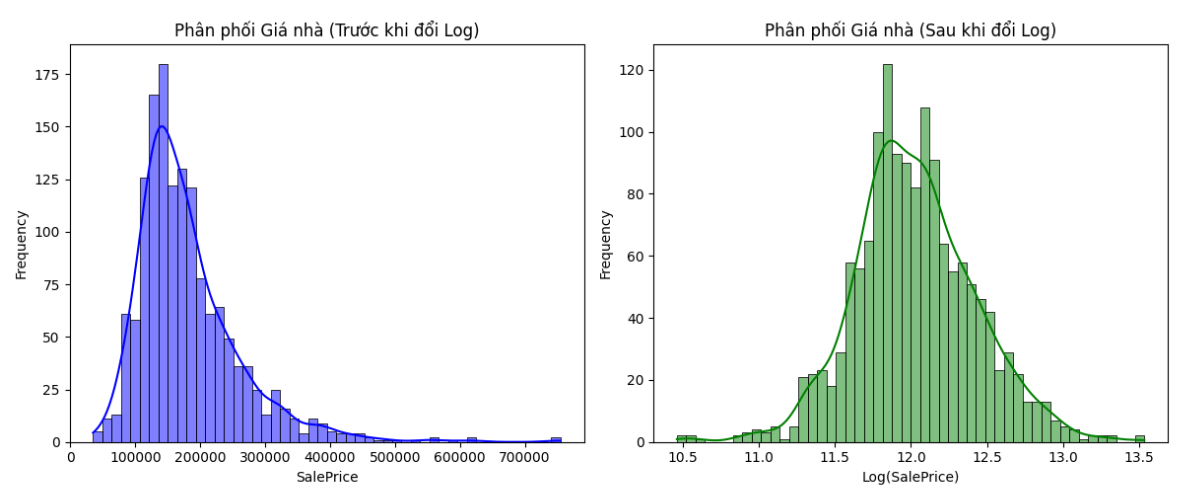 Phân phối Giá nhà (Trước khi đổi Log)
Frequency
175
150
125
100
75
50
25
0
0 100000 200000 300000 400000 500000 600000 700000
SalePrice
Phân phối Giá nhà (Sau khi đổi Log)
Frequency
120
100
80
60
40
20
0
10.5 11.0 11.5 12.0 12.5 13.0 13.5
Log(SalePrice)